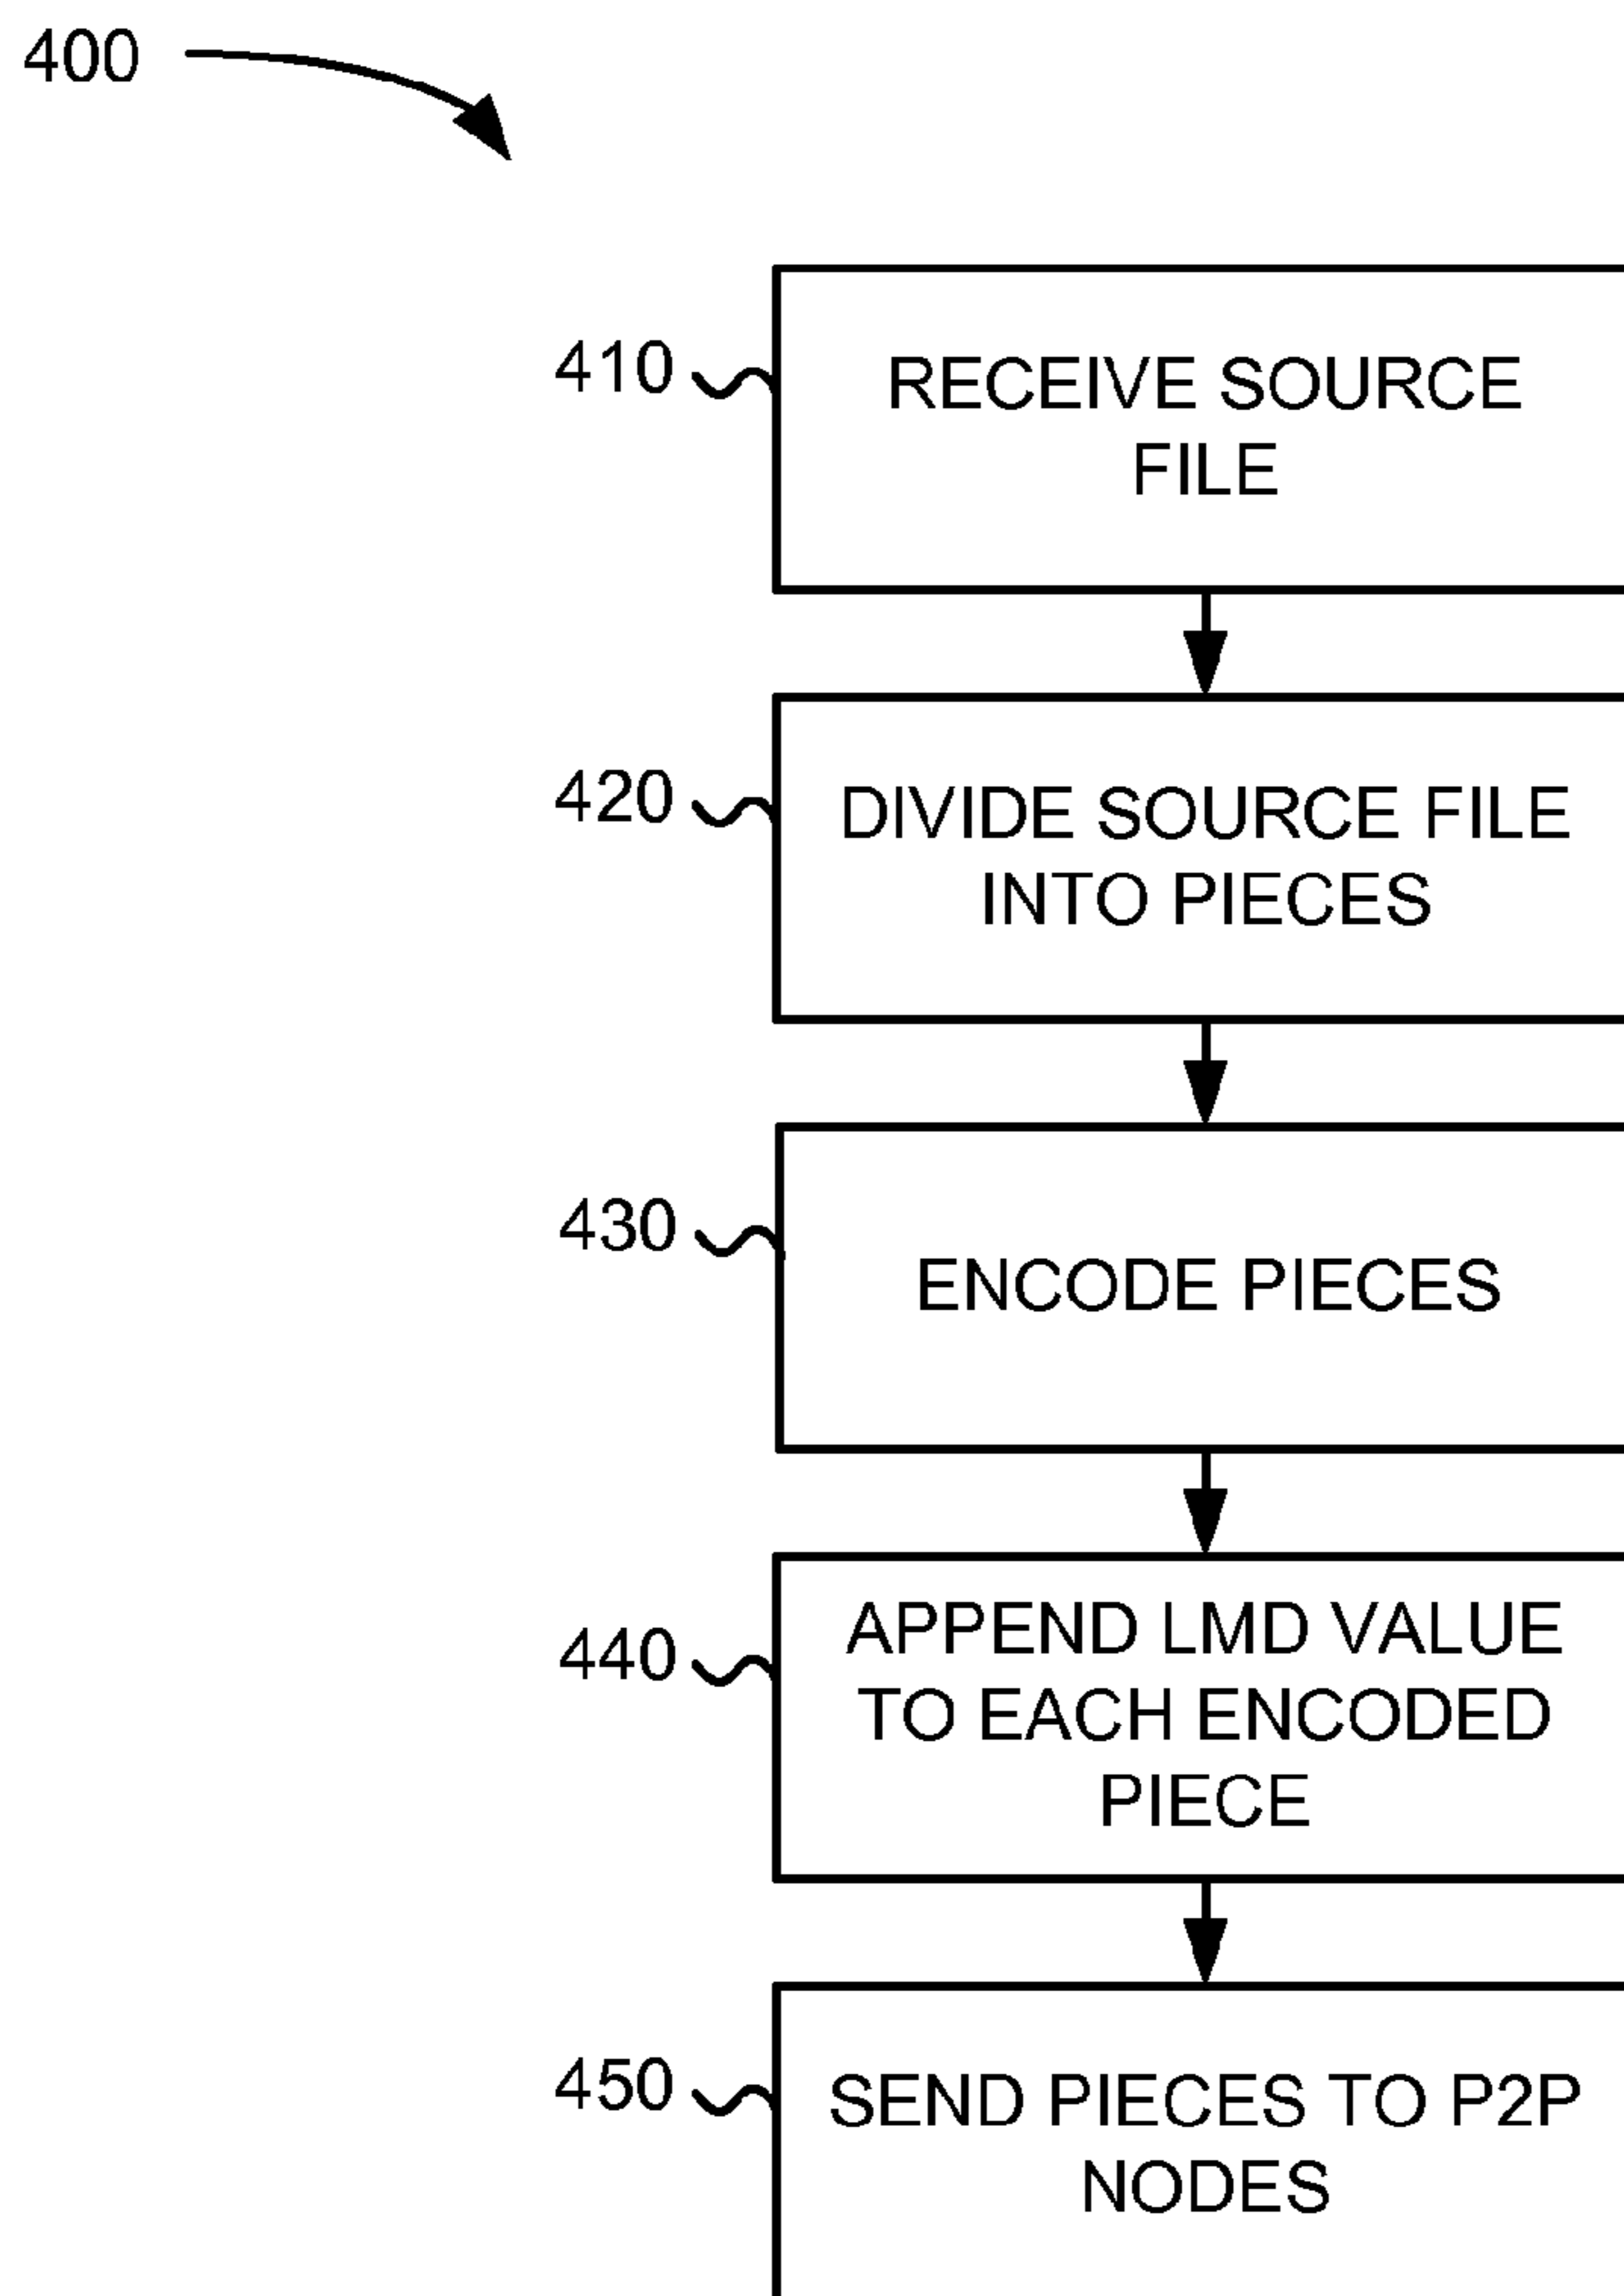 400
410
RECEIVE SOURCE
FILE
420
DIVIDE SOURCE FILE
INTO PIECES
430
ENCODE PIECES
440
APPEND LMD VALUE
TO EACH ENCODED
PIECE
450
SEND PIECES TO P2P
NODES